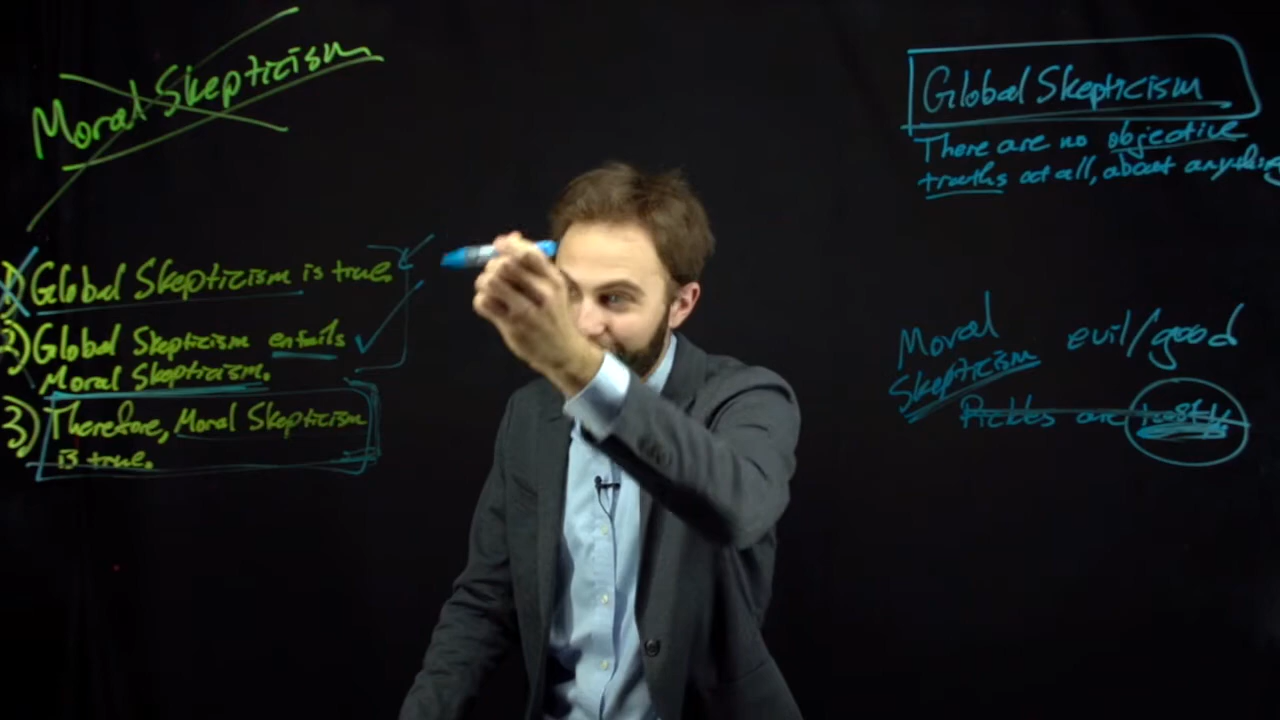 Moral Skepticism
1) Global Skepticism is true.
2) Global Skepticism entails
Moral Skepticism.
3) Therefore, Moral Skepticism
is true.
Global Skepticism
There are no objective
truths at all, about anything
Moral
Skepticism
evil/good
Pickles are tasty.